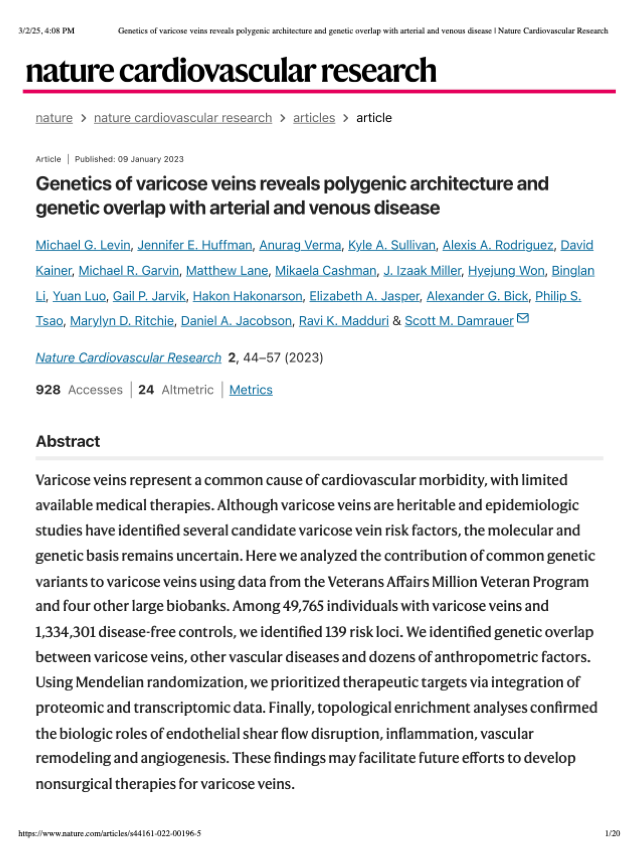 3/2/25, 4:08 PM Genetics of varicose veins reveals polygenic architecture and genetic overlap with arterial and venous disease | Nature Cardiovascular Research
nature cardiovascular research
nature > nature cardiovascular research > articles > article
Article | Published: 09 January 2023
Genetics of varicose veins reveals polygenic architecture and
genetic overlap with arterial and venous disease
Michael G. Levin, Jennifer E. Huffman, Anurag Verma, Kyle A. Sullivan, Alexis A. Rodriguez, David
Kainer, Michael R. Garvin, Matthew Lane, Mikaela Cashman, J. Izaak Miller, Hyejung Won, Binglan
Li, Yuan Luo, Gail P. Jarvik, Hakon Hakonarson, Elizabeth A. Jasper, Alexander G. Bick, Philip S.
Tsao, Marylyn D. Ritchie, Daniel A. Jacobson, Ravi K. Madduri & Scott M. Damrauer
Nature Cardiovascular Research 2, 44–57 (2023)
928 Accesses | 24 Altmetric | Metrics
Abstract
Varicose veins represent a common cause of cardiovascular morbidity, with limited
available medical therapies. Although varicose veins are heritable and epidemiologic
studies have identified several candidate varicose vein risk factors, the molecular and
genetic basis remains uncertain. Here we analyzed the contribution of common genetic
variants to varicose veins using data from the Veterans Affairs Million Veteran Program
and four other large biobanks. Among 49,765 individuals with varicose veins and
1,334,301 disease-free controls, we identified 139 risk loci. We identified genetic overlap
between varicose veins, other vascular diseases and dozens of anthropometric factors.
Using Mendelian randomization, we prioritized therapeutic targets via integration of
proteomic and transcriptomic data. Finally, topological enrichment analyses confirmed
the biologic roles of endothelial shear flow disruption, inflammation, vascular
remodeling and angiogenesis. These findings may facilitate future efforts to develop
nonsurgical therapies for varicose veins.
https://www.nature.com/articles/s44161-022-00196-5 1/20